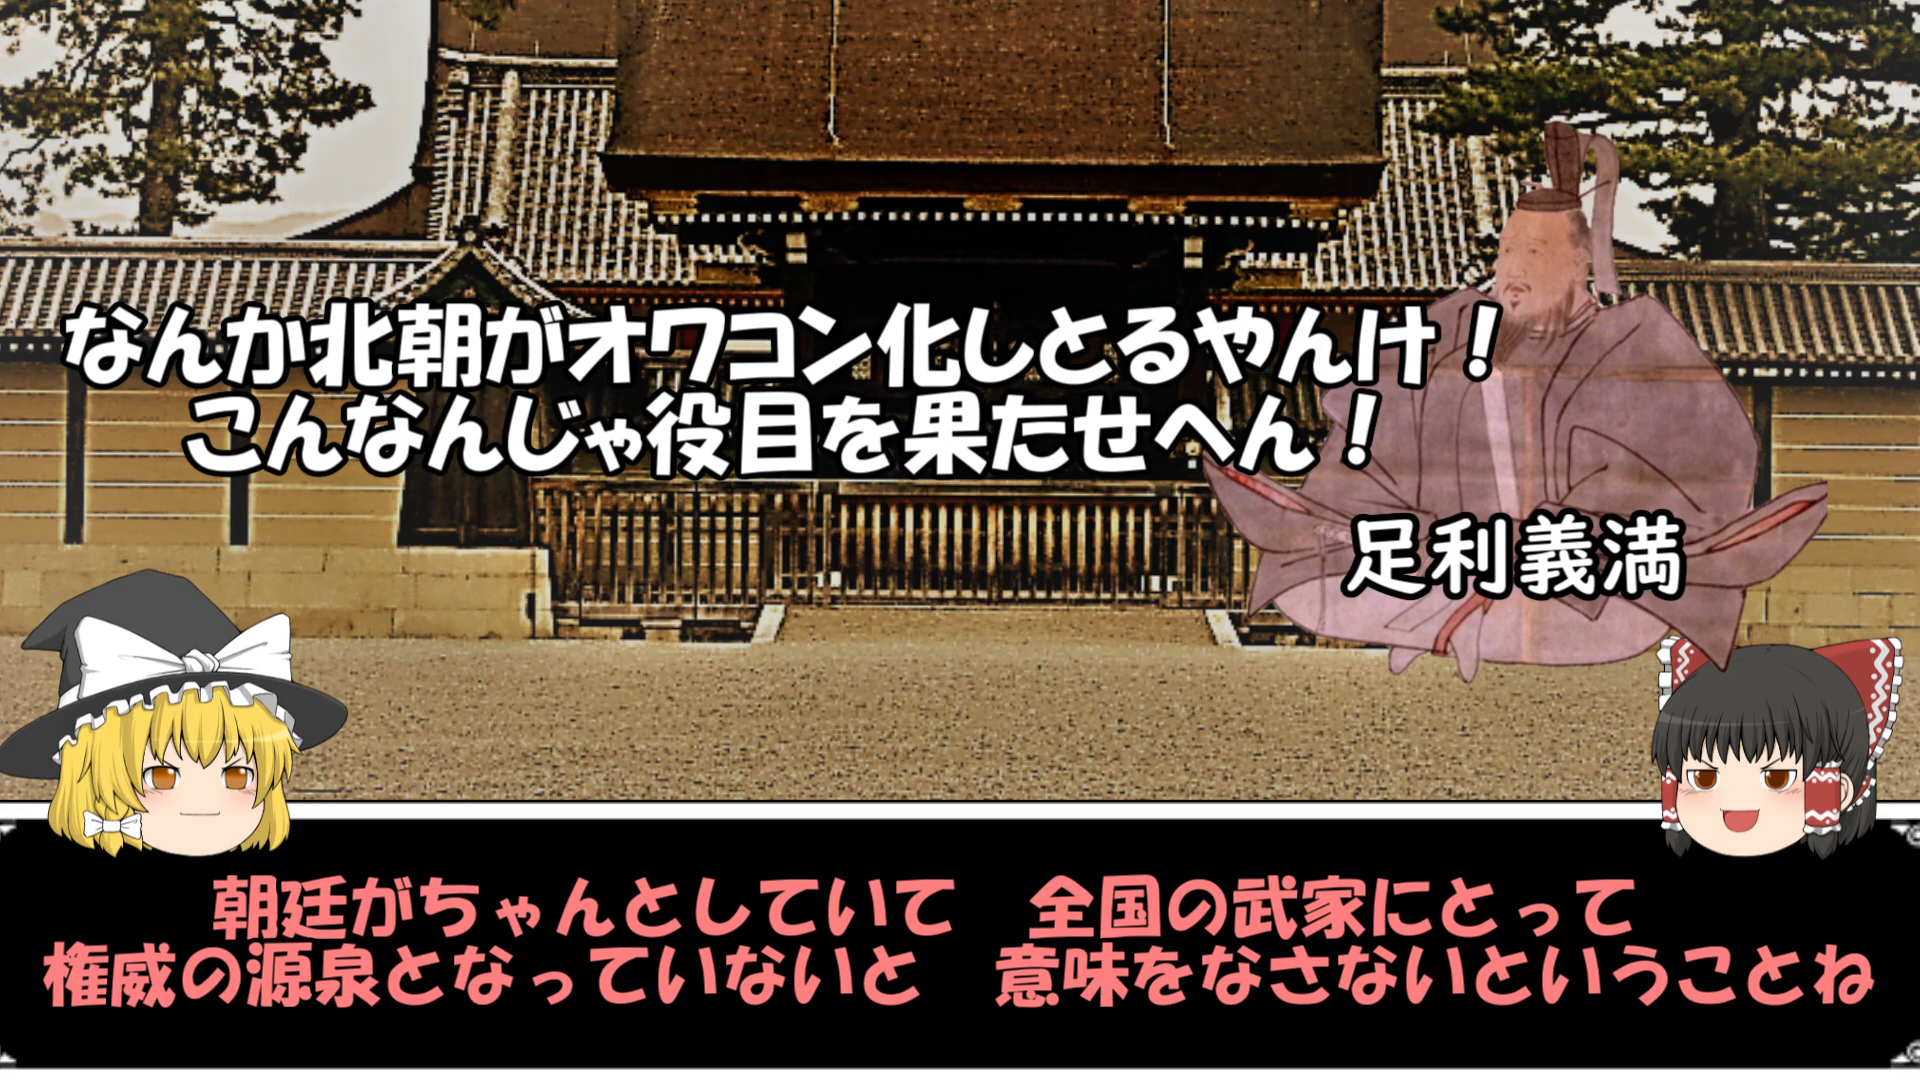 なんか北朝がオワコン化しとるやんけ！
こんなんじゃ役目を果たせへん！
足利義満
朝廷がちゃんとしていて　全国の武家にとって
権威の源泉となっていないと　意味をなさないということね